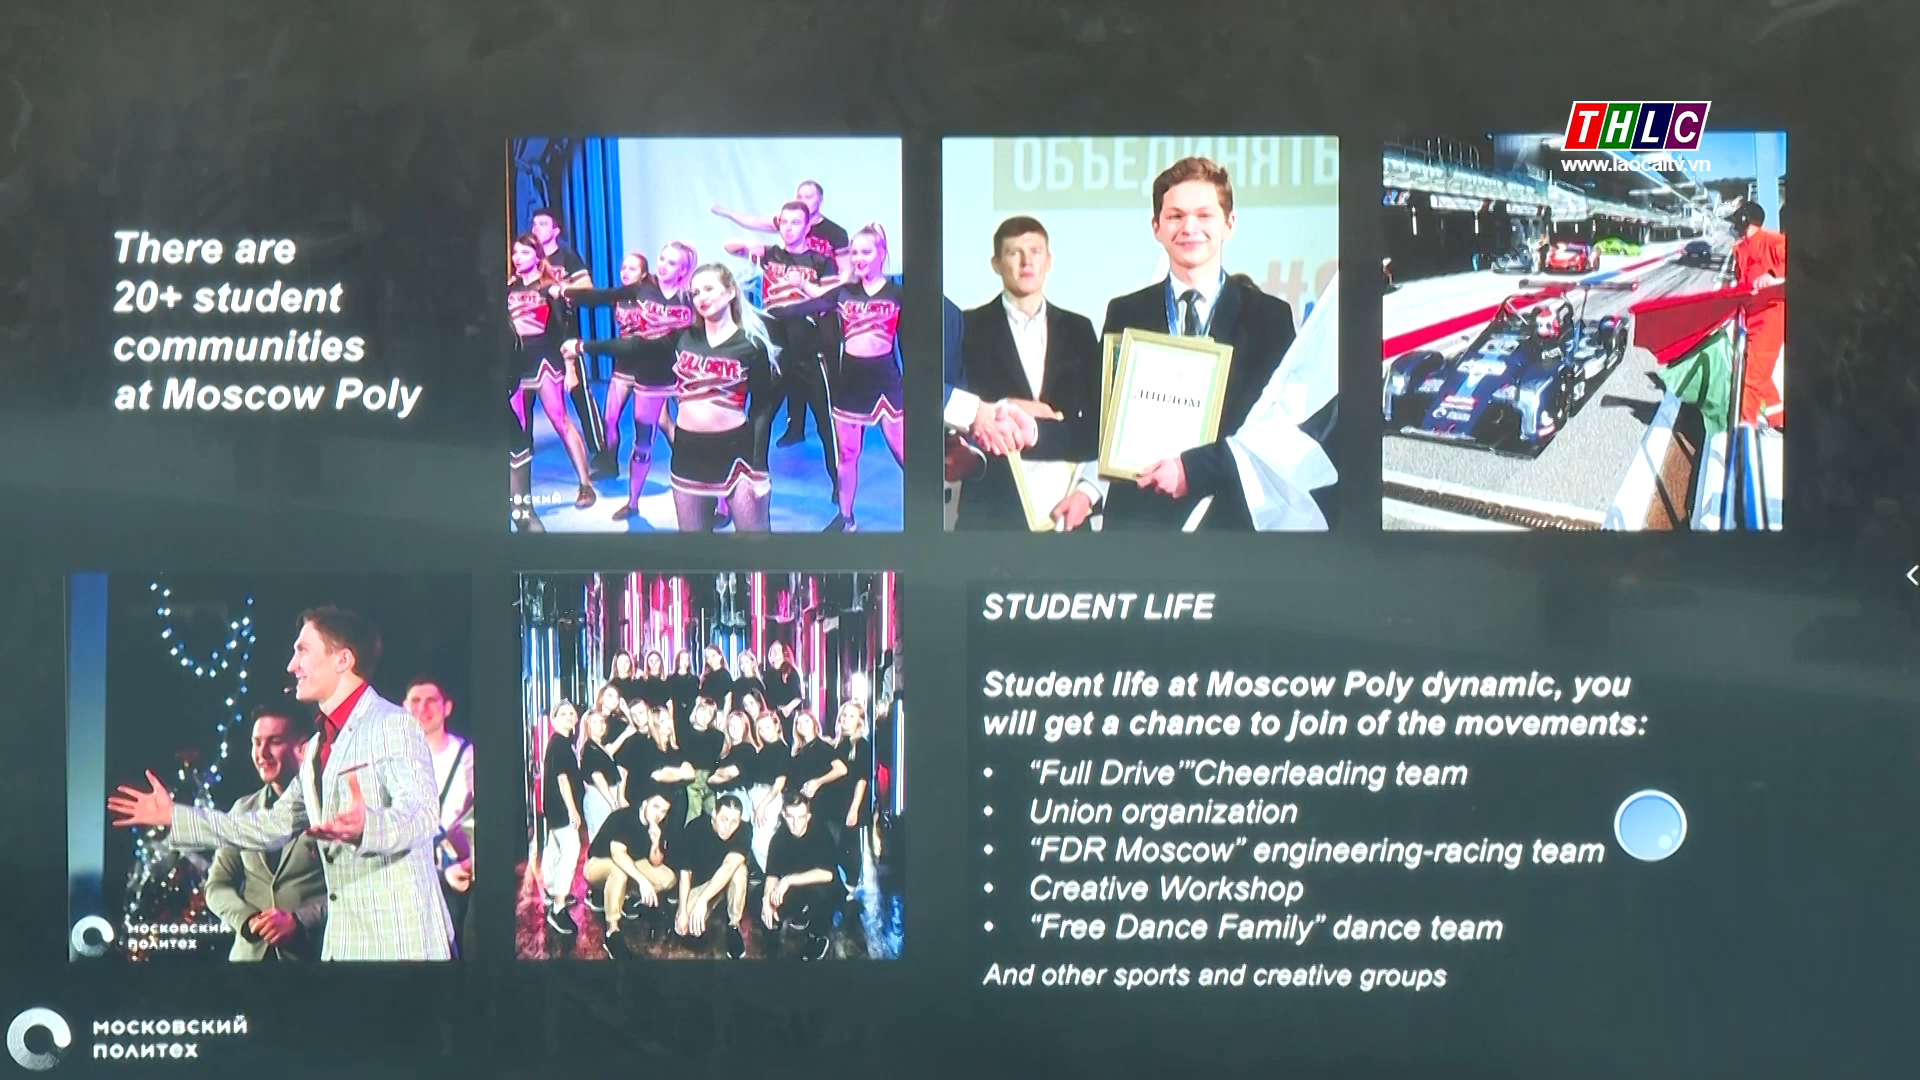 THLC
www.laocaitv.vn
There are
20+ student
communities
at Moscow Poly
FULL DRIVE
ОБЪЕДИНЯТЬ
ДИПЛОМ
МОСКОВСКИЙ
ПОЛИТЕХ
STUDENT LIFE
Student life at Moscow Poly dynamic, you
will get a chance to join of the movements:
• “Full Drive’”Cheerleading team
• Union organization
• “FDR Moscow” engineering-racing team
• Creative Workshop
• “Free Dance Family” dance team
And other sports and creative groups
МОСКОВСКИЙ
ПОЛИТЕХ